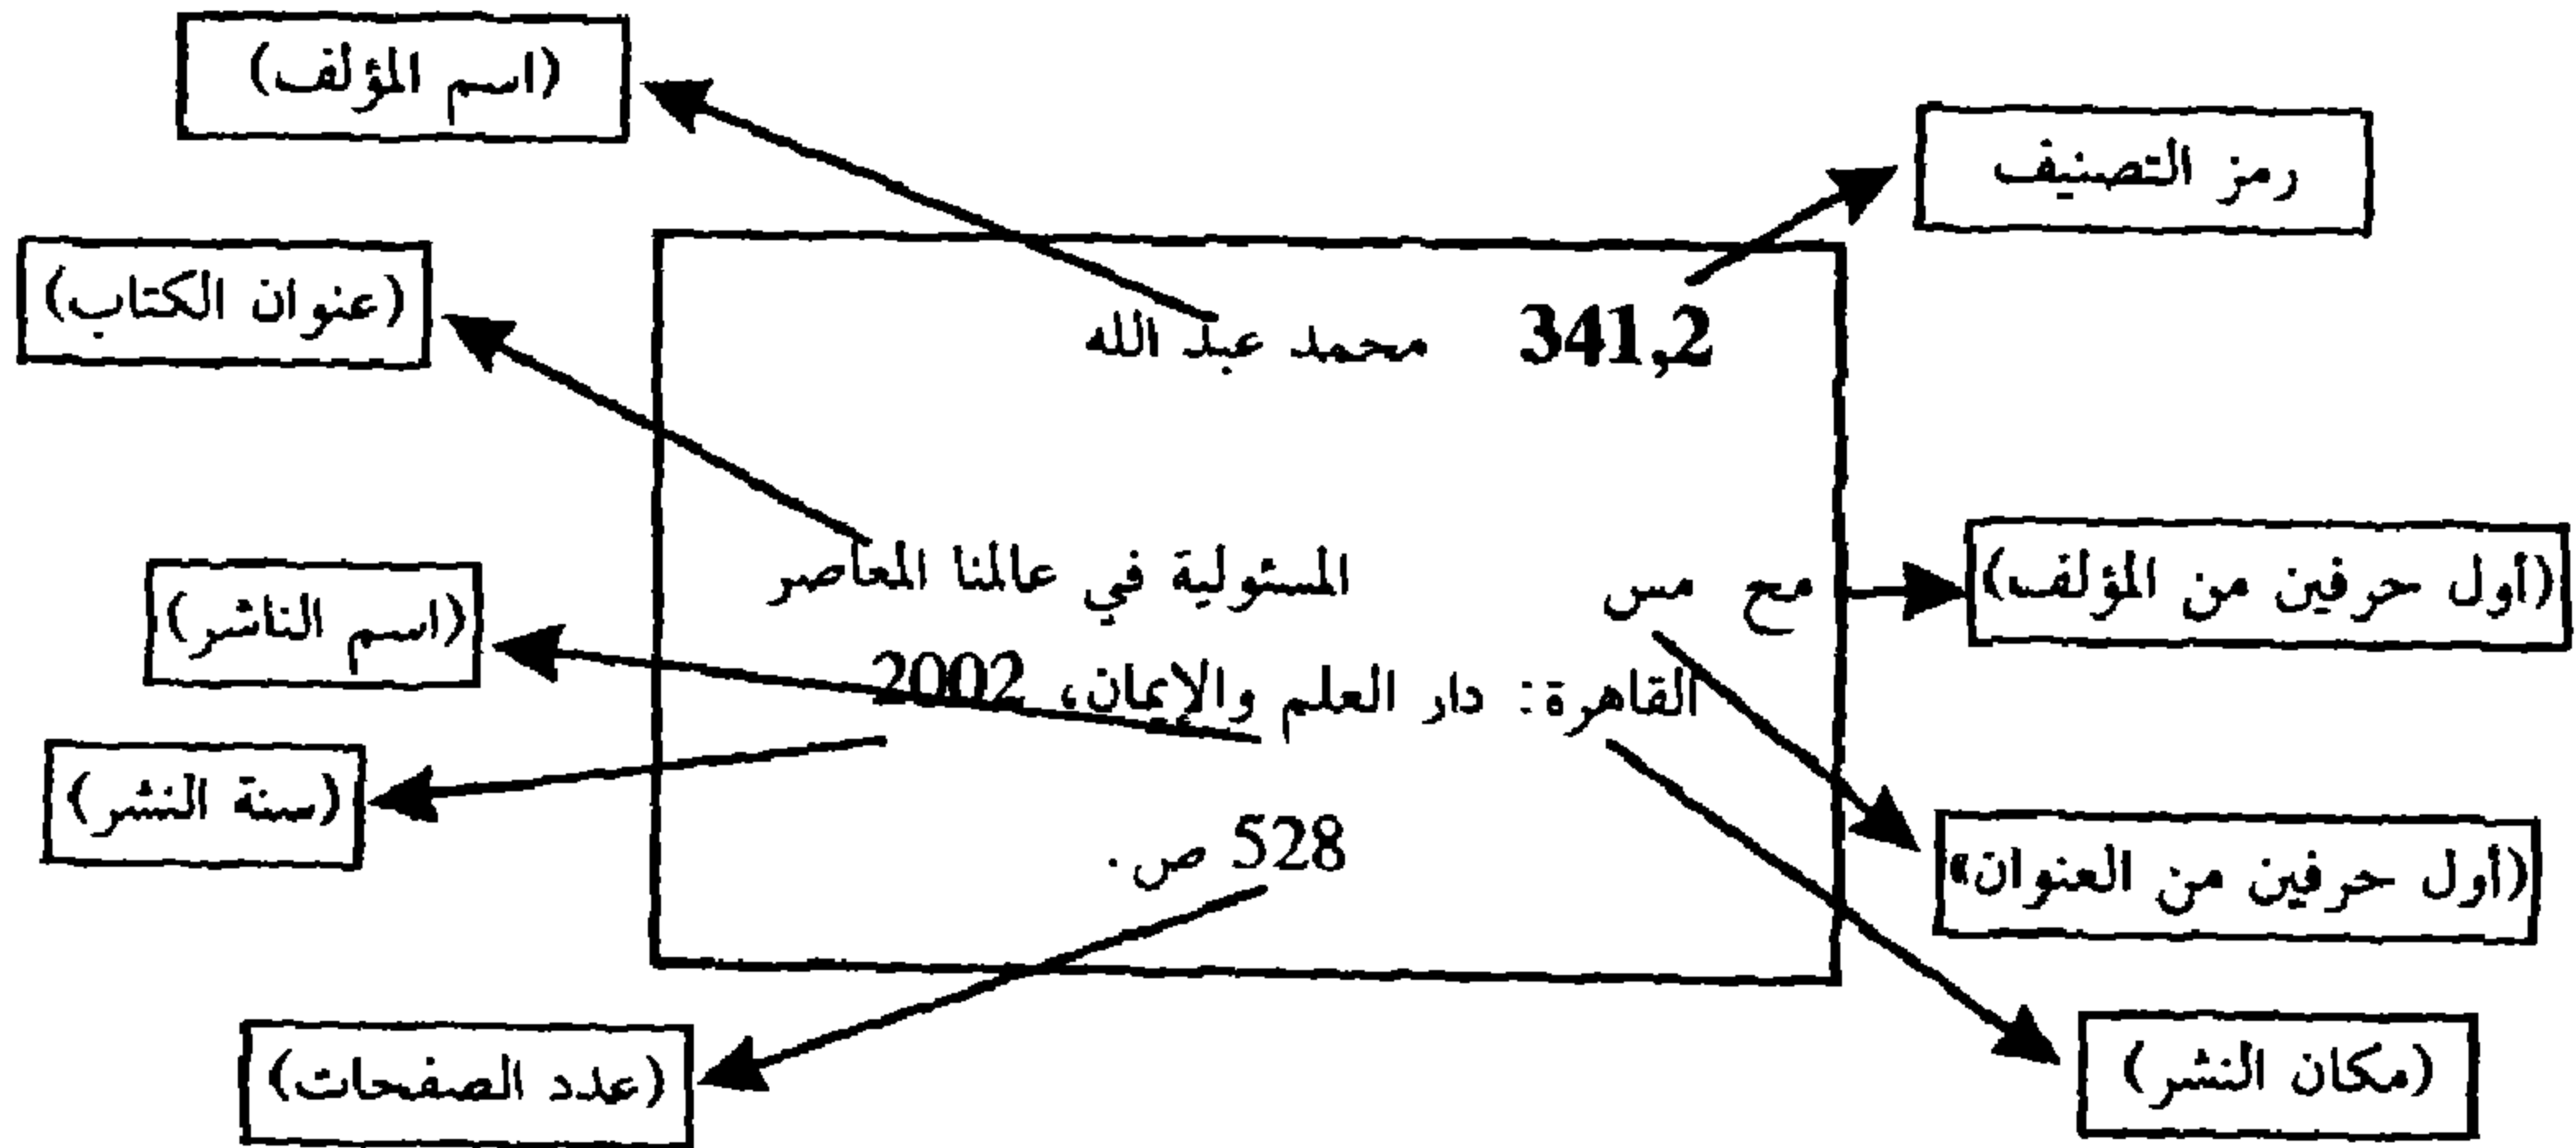 (اسم المؤلف)
رمز التصنيف
(عنوان الكتاب)
341,2 محمد عبد الله
(أول حرفين من المؤلف)
مح مس المسئولية في عالمنا المعاصر
(اسم الناشر)
القاهرة: دار العلم والإيمان، 2002
(سنة النشر)
528 ص.
(أول حرفين من العنوان»
(مكان النشر)
(عدد الصفحات)